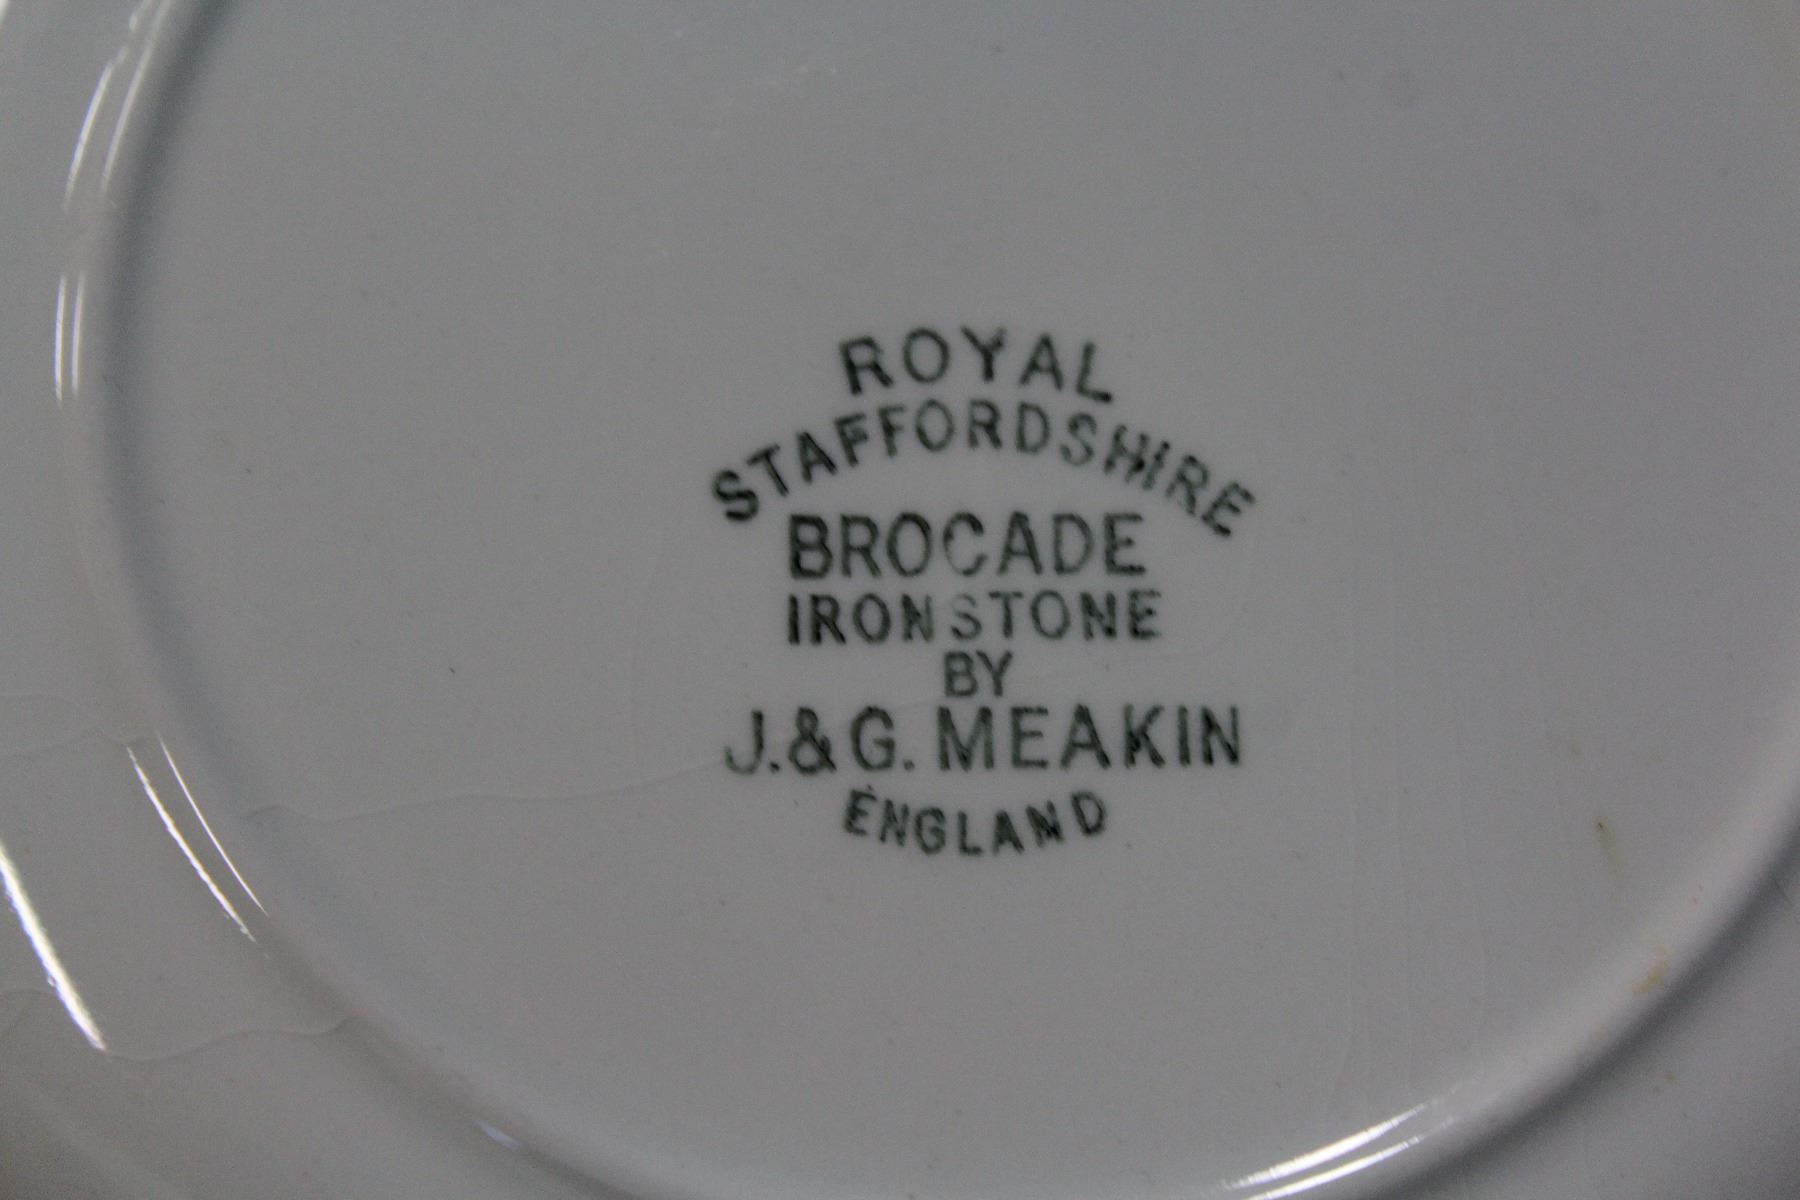 ROYAL
STAFFORDSHIRE
BROCADE
IRONSTONE
BY
J.&G. MEAKIN
ENGLAND